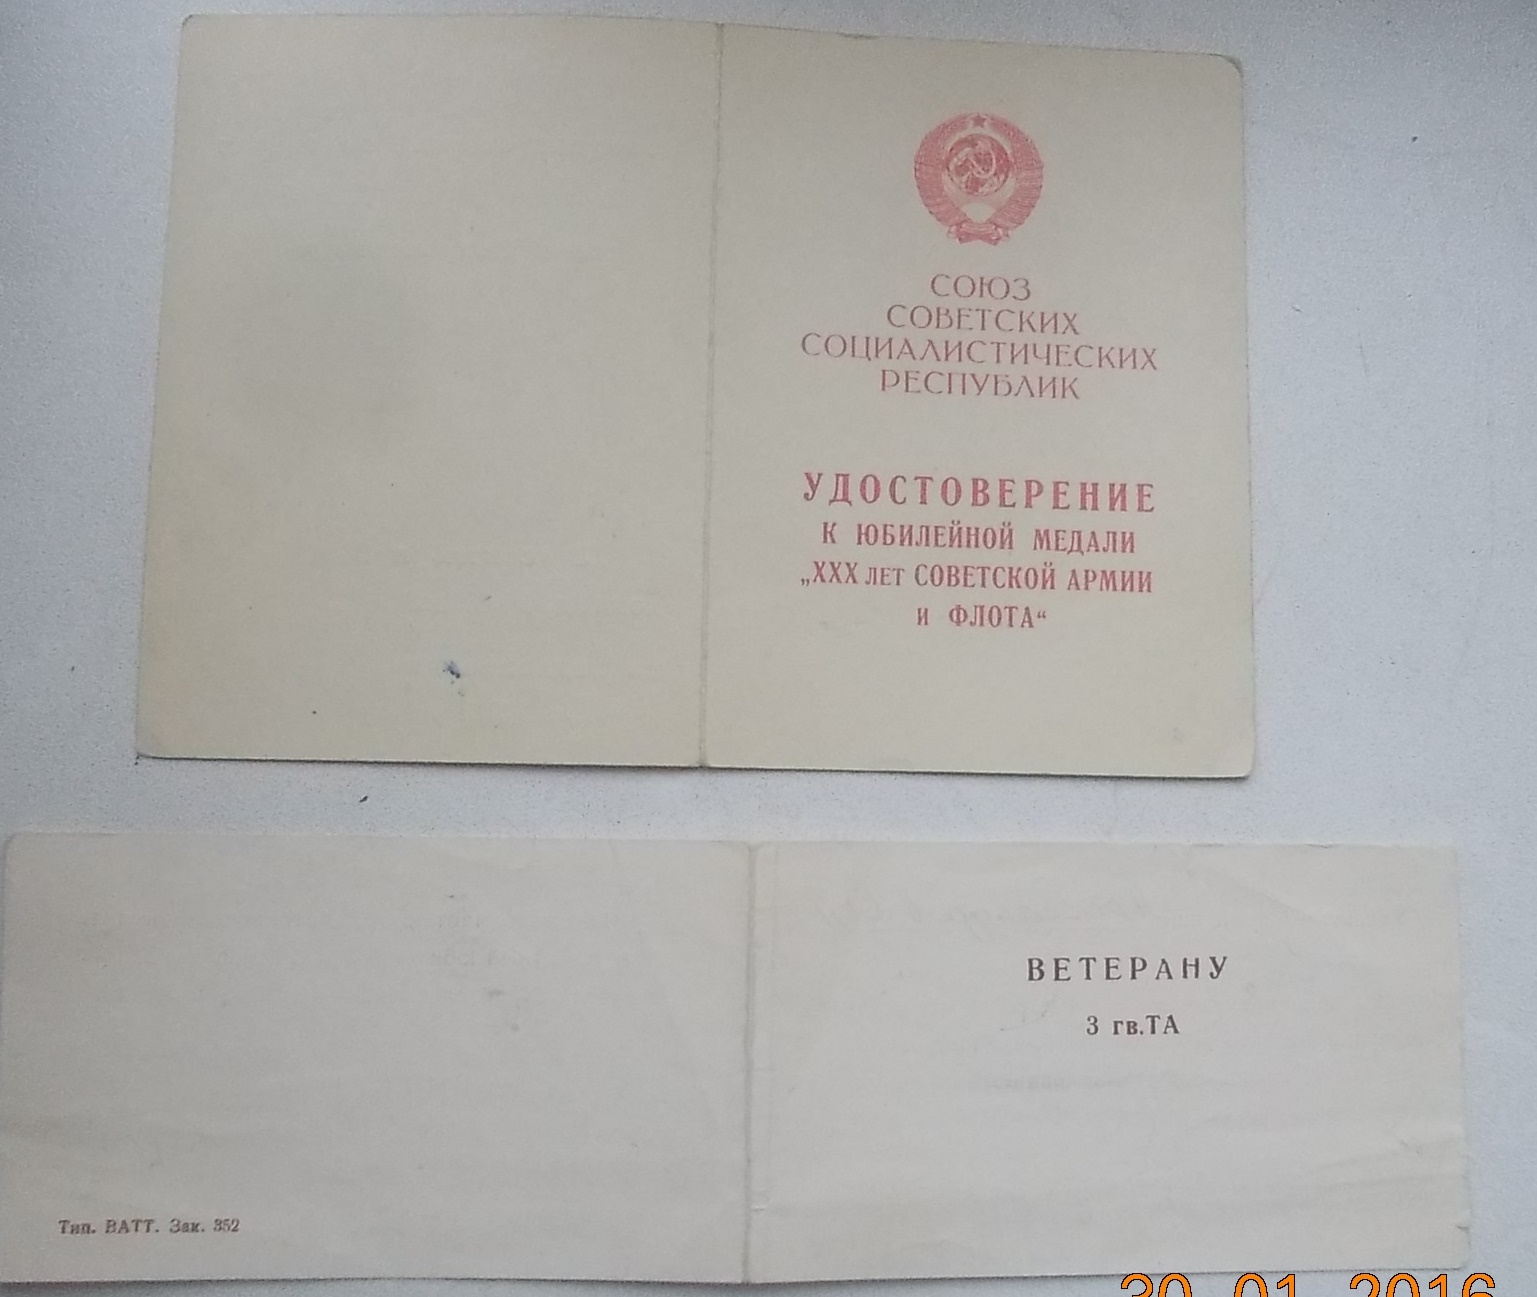 СОЮЗ
СОВЕТСКИХ
СОЦИАЛИСТИЧЕСКИХ
РЕСПУБЛИК
УДОСТОВЕРЕНИЕ
К ЮБИЛЕЙНОЙ МЕДАЛИ
„XXX ЛЕТ СОВЕТСКОЙ АРМИИ
И ФЛОТА“
ВЕТЕРАНУ
3 гв.ТА
Тип. ВАТТ. Зак. 352
30 01 2016